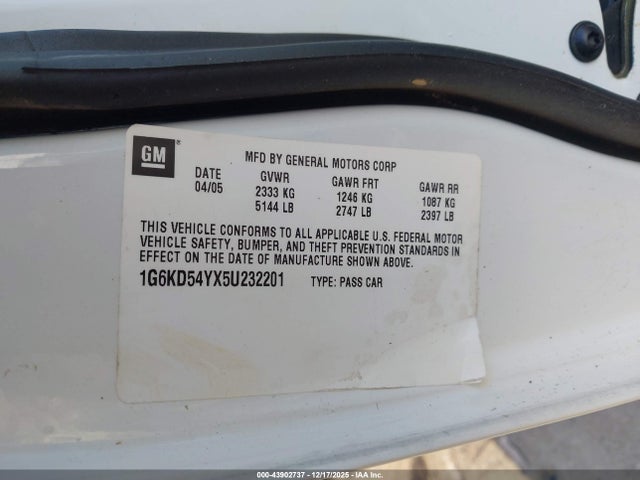 GM®
MFD BY GENERAL MOTORS CORP
DATE GVWR GAWR FRT GAWR RR
04/05 2333 KG 1246 KG 1087 KG
5144 LB 2747 LB 2397 LB
THIS VEHICLE CONFORMS TO ALL APPLICABLE U.S. FEDERAL MOTOR
VEHICLE SAFETY, BUMPER, AND THEFT PREVENTION STANDARDS IN
EFFECT ON THE DATE OF MANUFACTURE SHOWN ABOVE.
1G6KD54YX5U232201 TYPE: PASS CAR
000-43902737 - 12/17/2025 - IAA Inc.